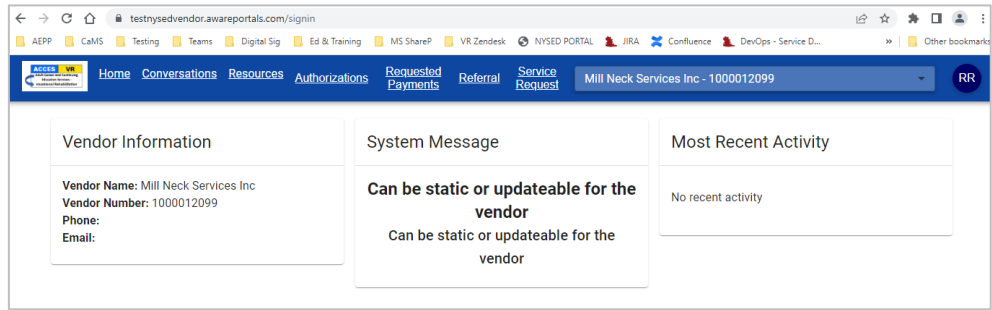 testnysedvendor.awareportals.com/signin
AEPP CaMS Testing Teams Digital Sig Ed & Training MS ShareP VR Zendesk NYSED PORTAL JIRA Confluence DevOps - Service D... » Other bookmarks
ACCES VR
Home Conversations Resources Authorizations Requested Payments Referral Service Request Mill Neck Services Inc - 1000012099 RR
Vendor Information
Vendor Name: Mill Neck Services Inc
Vendor Number: 1000012099
Phone:
Email:
System Message
Can be static or updateable for the
vendor
Can be static or updateable for the
vendor
Most Recent Activity
No recent activity